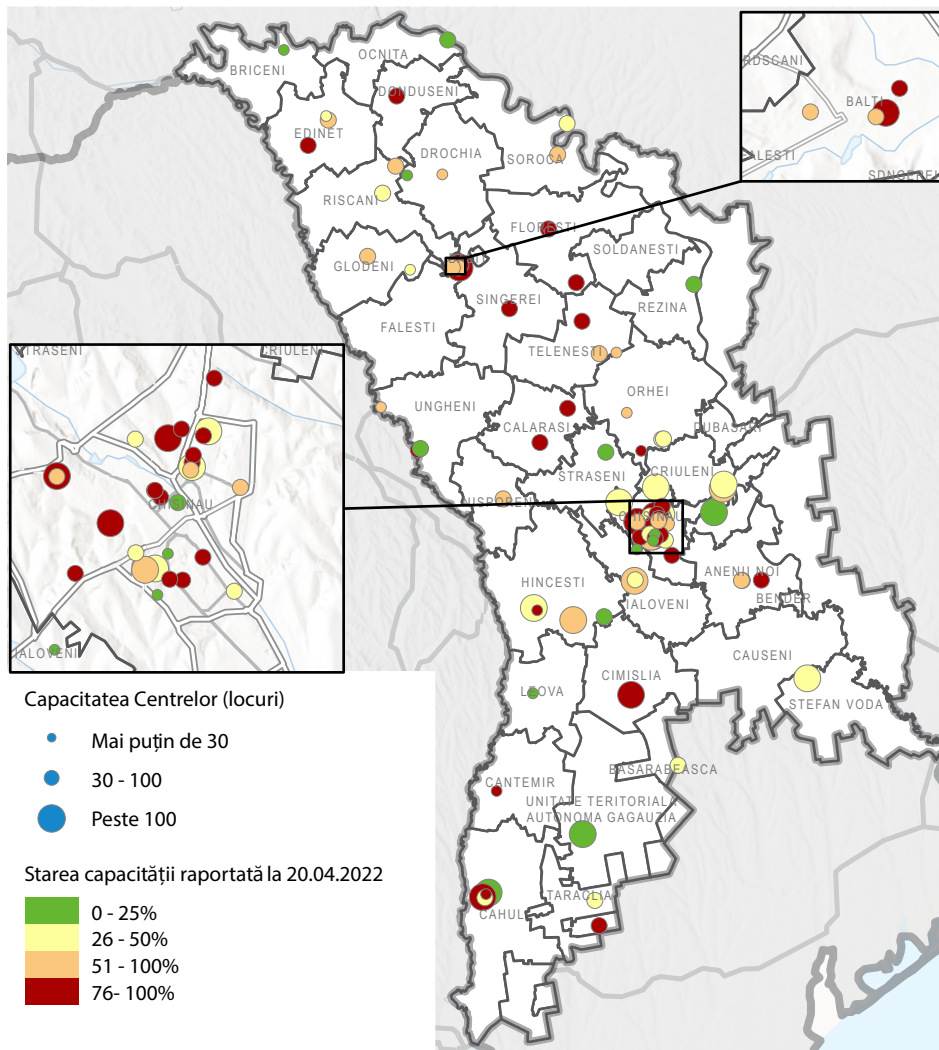 OCNITA
BRICENI
DONDUSENI
EDINET
DROCHIA
SOROCA
RISCANI
FLORESTI
SOLDANESTI
GLODENI
SINGEREI
REZINA
FALESTI
TELENESTI
ORHEI
UNGHENI
CALARASI
DUBASARI
STRASENI
CRIULENI
NISPORENI
CHISINAU
ANENII NOI
HINCESTI
BENDER
IALOVENI
CAUSENI
CIMISLIA
LEOVA
STEFAN VODA
BASARABEASCA
CANTEMIR
UNITATE TERITORIALA
AUTONOMA GAGAUZIA
TARACLIA
CAHUL
RDSCANI
BALTI
ALESTI
SDNGEREI
STRASENI
CRIULENI
CHISINAU
IALOVENI
Capacitatea Centrelor (locuri)
Mai puțin de 30
30 - 100
Peste 100
Starea capacității raportată la 20.04.2022
0 - 25%
26 - 50%
51 - 100%
76- 100%